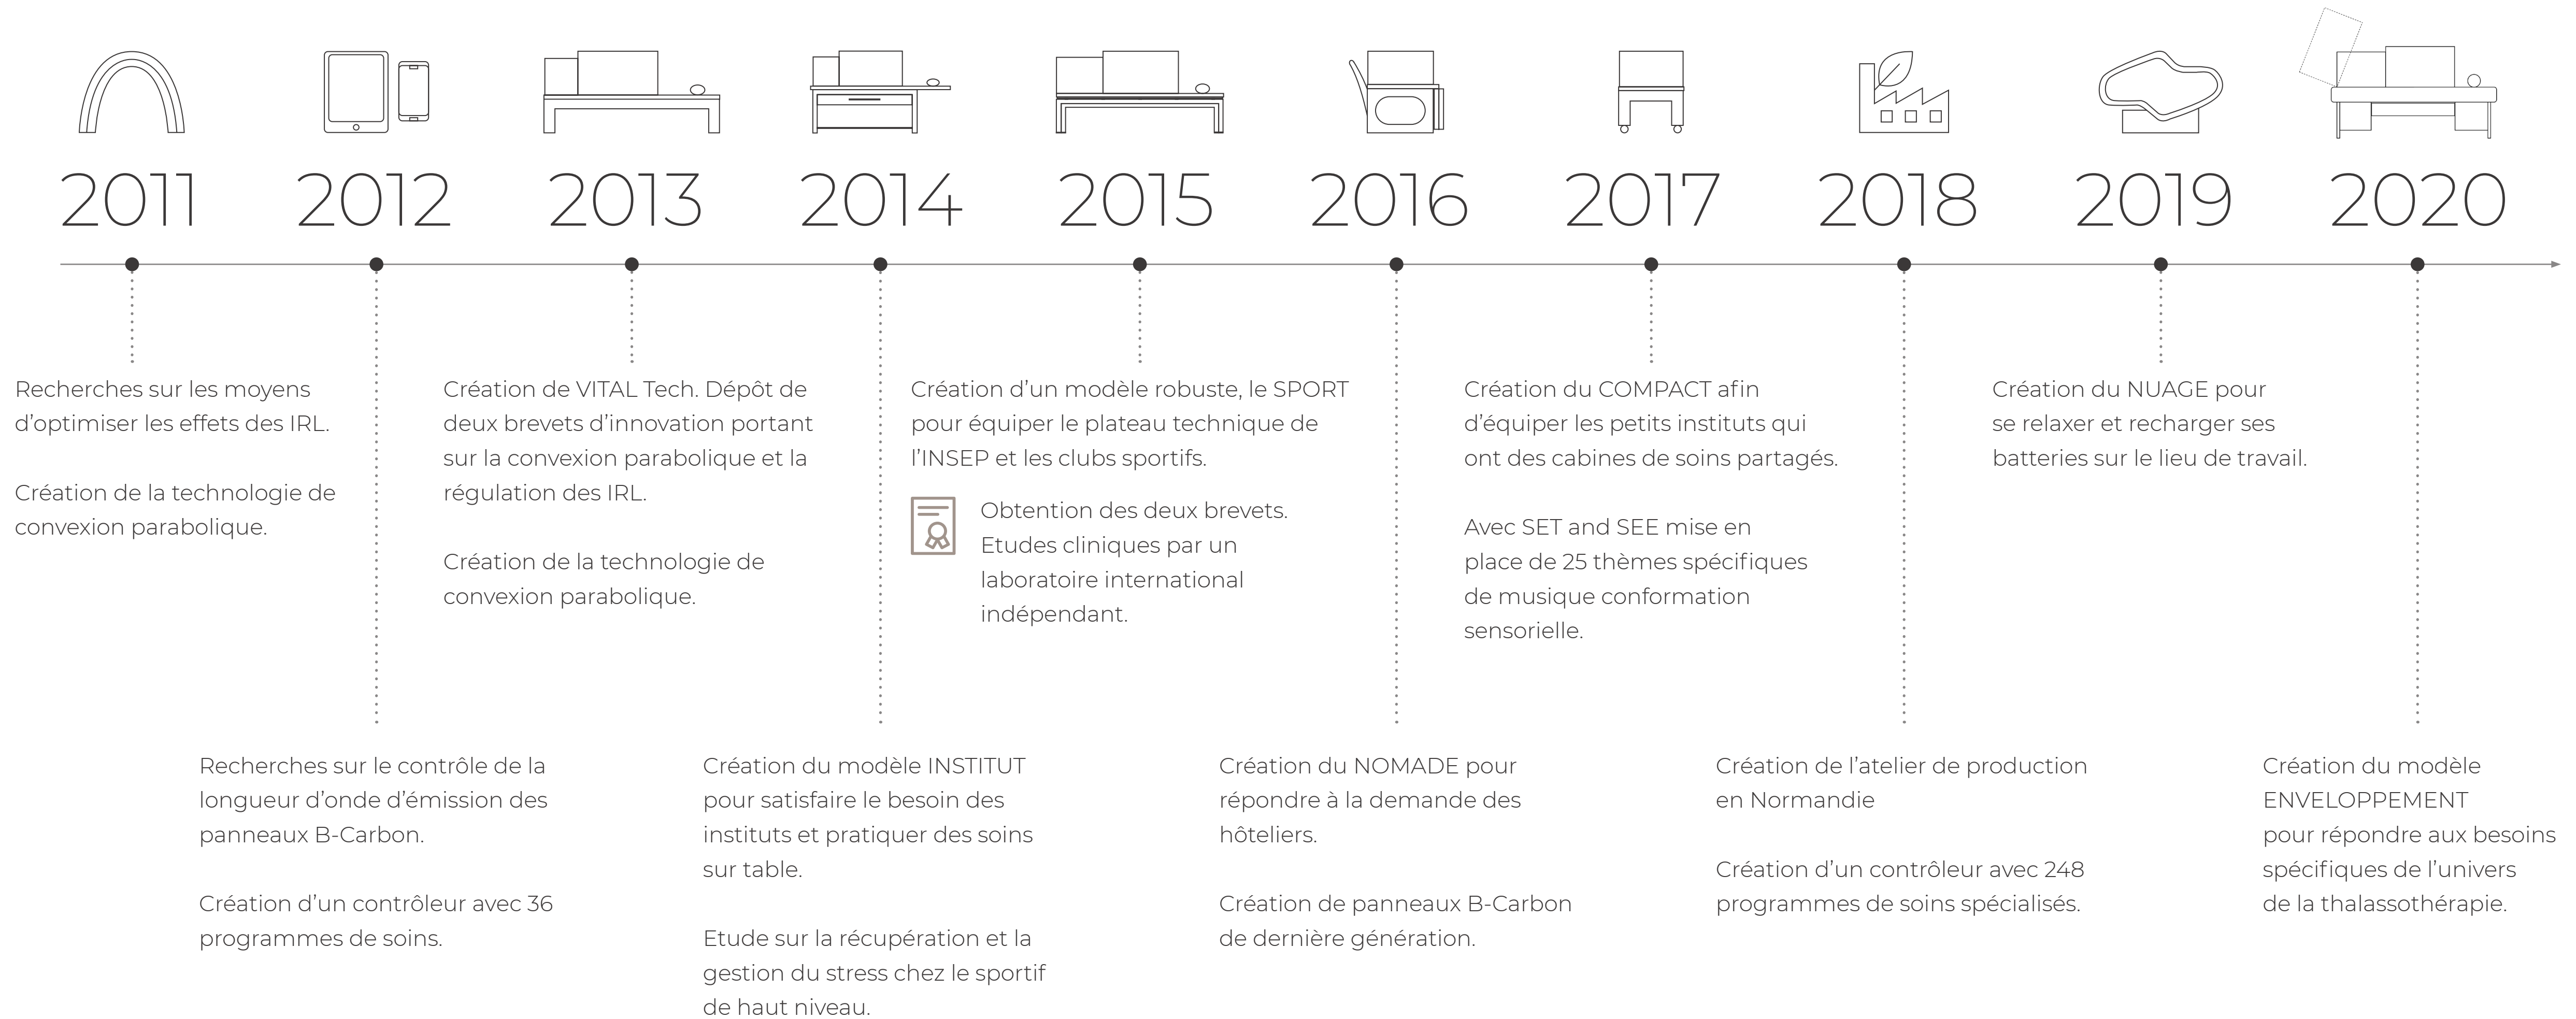 2011
2012
2013
2014
2015
2016
2017
2018
2019
2020
Recherches sur les moyens
d’optimiser les effets des IRL.
Création de la technologie de
convexion parabolique.
Recherches sur le contrôle de la
longueur d’onde d’émission des
panneaux B-Carbon.
Création d’un contrôleur avec 36
programmes de soins.
Création de VITAL Tech. Dépôt de
deux brevets d’innovation portant
sur la convexion parabolique et la
régulation des IRL.
Création de la technologie de
convexion parabolique.
Création du modèle INSTITUT
pour satisfaire le besoin des
instituts et pratiquer des soins
sur table.
Etude sur la récupération et la
gestion du stress chez le sportif
de haut niveau.
Création d’un modèle robuste, le SPORT
pour équiper le plateau technique de
l’INSEP et les clubs sportifs.
Obtention des deux brevets.
Etudes cliniques par un
laboratoire international
indépendant.
Création du NOMADE pour
répondre à la demande des
hôteliers.
Création de panneaux B-Carbon
de dernière génération.
Création du COMPACT afin
d’équiper les petits instituts qui
ont des cabines de soins partagés.
Avec SET and SEE mise en
place de 25 thèmes spécifiques
de musique conformation
sensorielle.
Création de l’atelier de production
en Normandie
Création d’un contrôleur avec 248
programmes de soins spécialisés.
Création du NUAGE pour
se relaxer et recharger ses
batteries sur le lieu de travail.
Création du modèle
ENVELOPPEMENT
pour répondre aux besoins
spécifiques de l’univers
de la thalassothérapie.